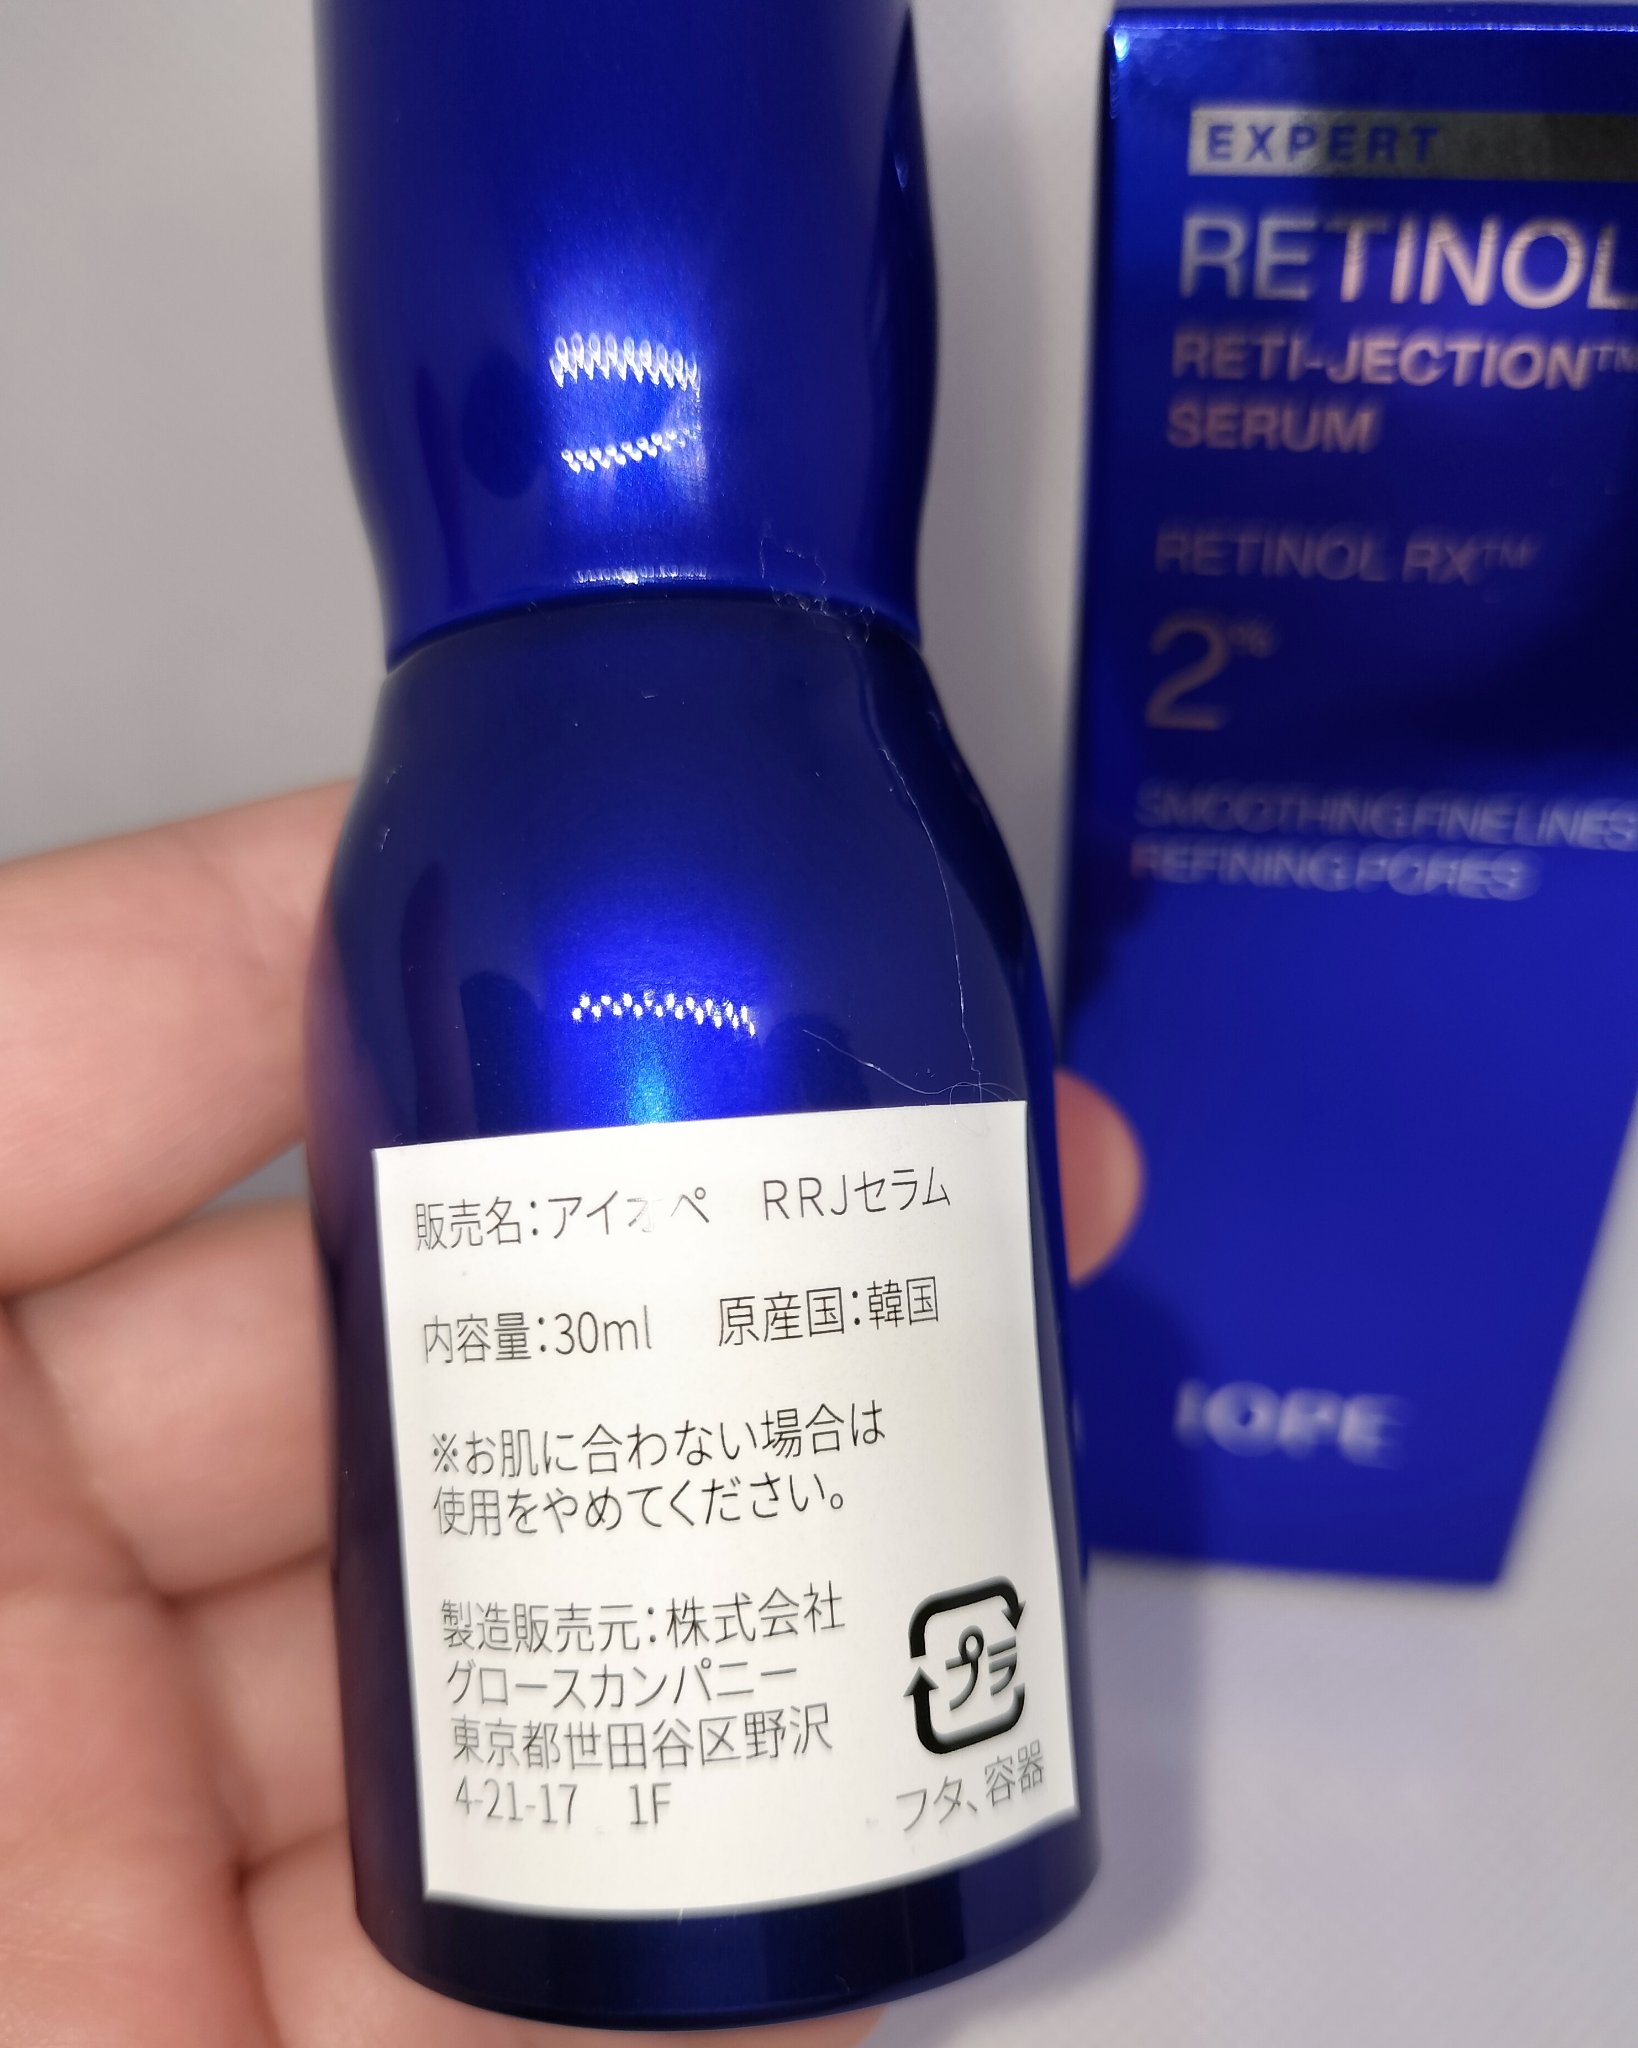 販売名:アイオペ RRJセラム
内容量:30ml 原産国:韓国
※お肌に合わない場合は
使用をやめてください。
製造販売元:株式会社
グロースカンパニー
東京都世田谷区野沢
4-21-17 1F
プラ
フタ、容器
EXPERT
RETINOL
RETI-JECTION™
SERUM
RETINOL RX™
2%
SMOOTHING FINE LINES
REFINING PORES
IOPE